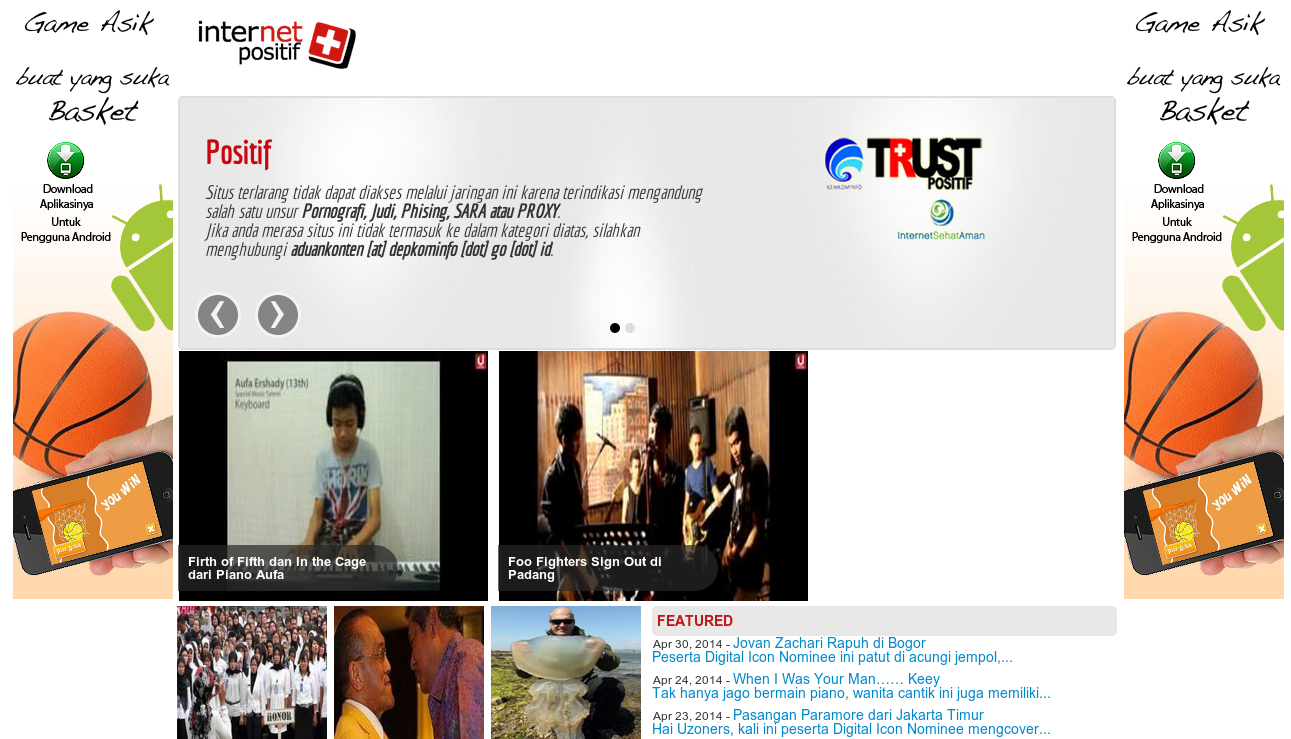 Game Asik
buat yang suka
Basket
Download
Aplikasinya
Untuk
Pengguna Android
you WiN
internet
positif
Positif
Situs terlarang tidak dapat diakses melalui jaringan ini karena terindikasi mengandung
salah satu unsur Pornografi, Judi, Phising, SARA atau PROXY.
Jika anda merasa situs ini tidak termasuk ke dalam kategori diatas, silahkan
menghubungi aduankonten [at] depkominfo [dot] go [dot] id.
KEMKOMINFO
TRUST
POSITIF
InternetSehatAman
Aufa Ershady (13th)
Special Music Talents
Keyboard
Firth of Fifth dan In the Cage
dari Piano Aufa
Foo Fighters Sign Out di
Padang
HONOR
FEATURED
Apr 30, 2014 - Jovan Zachari Rapuh di Bogor
Peserta Digital Icon Nominee ini patut di acungi jempol,...
Apr 24, 2014 - When I Was Your Man…… Keey
Tak hanya jago bermain piano, wanita cantik ini juga memiliki...
Apr 23, 2014 - Pasangan Paramore dari Jakarta Timur
Hai Uzoners, kali ini peserta Digital Icon Nominee mengcover...
Game Asik
buat yang suka
Basket
Download
Aplikasinya
Untuk
Pengguna Android
you WiN